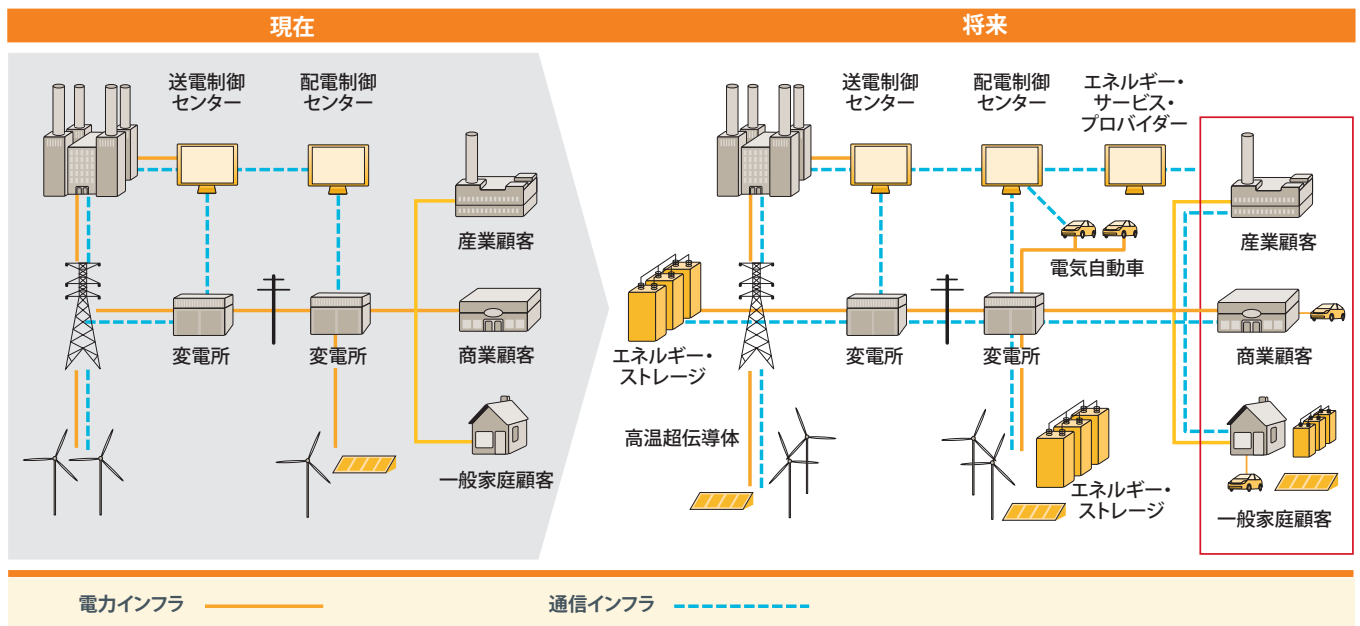 現在
将来
送電制御
センター
配電制御
センター
産業顧客
変電所
変電所
商業顧客
一般家庭顧客
送電制御
センター
配電制御
センター
エネルギー・
サービス・
プロバイダー
産業顧客
電気自動車
エネルギー・
ストレージ
変電所
変電所
商業顧客
高温超伝導体
エネルギー・
ストレージ
一般家庭顧客
電力インフラ
通信インフラ